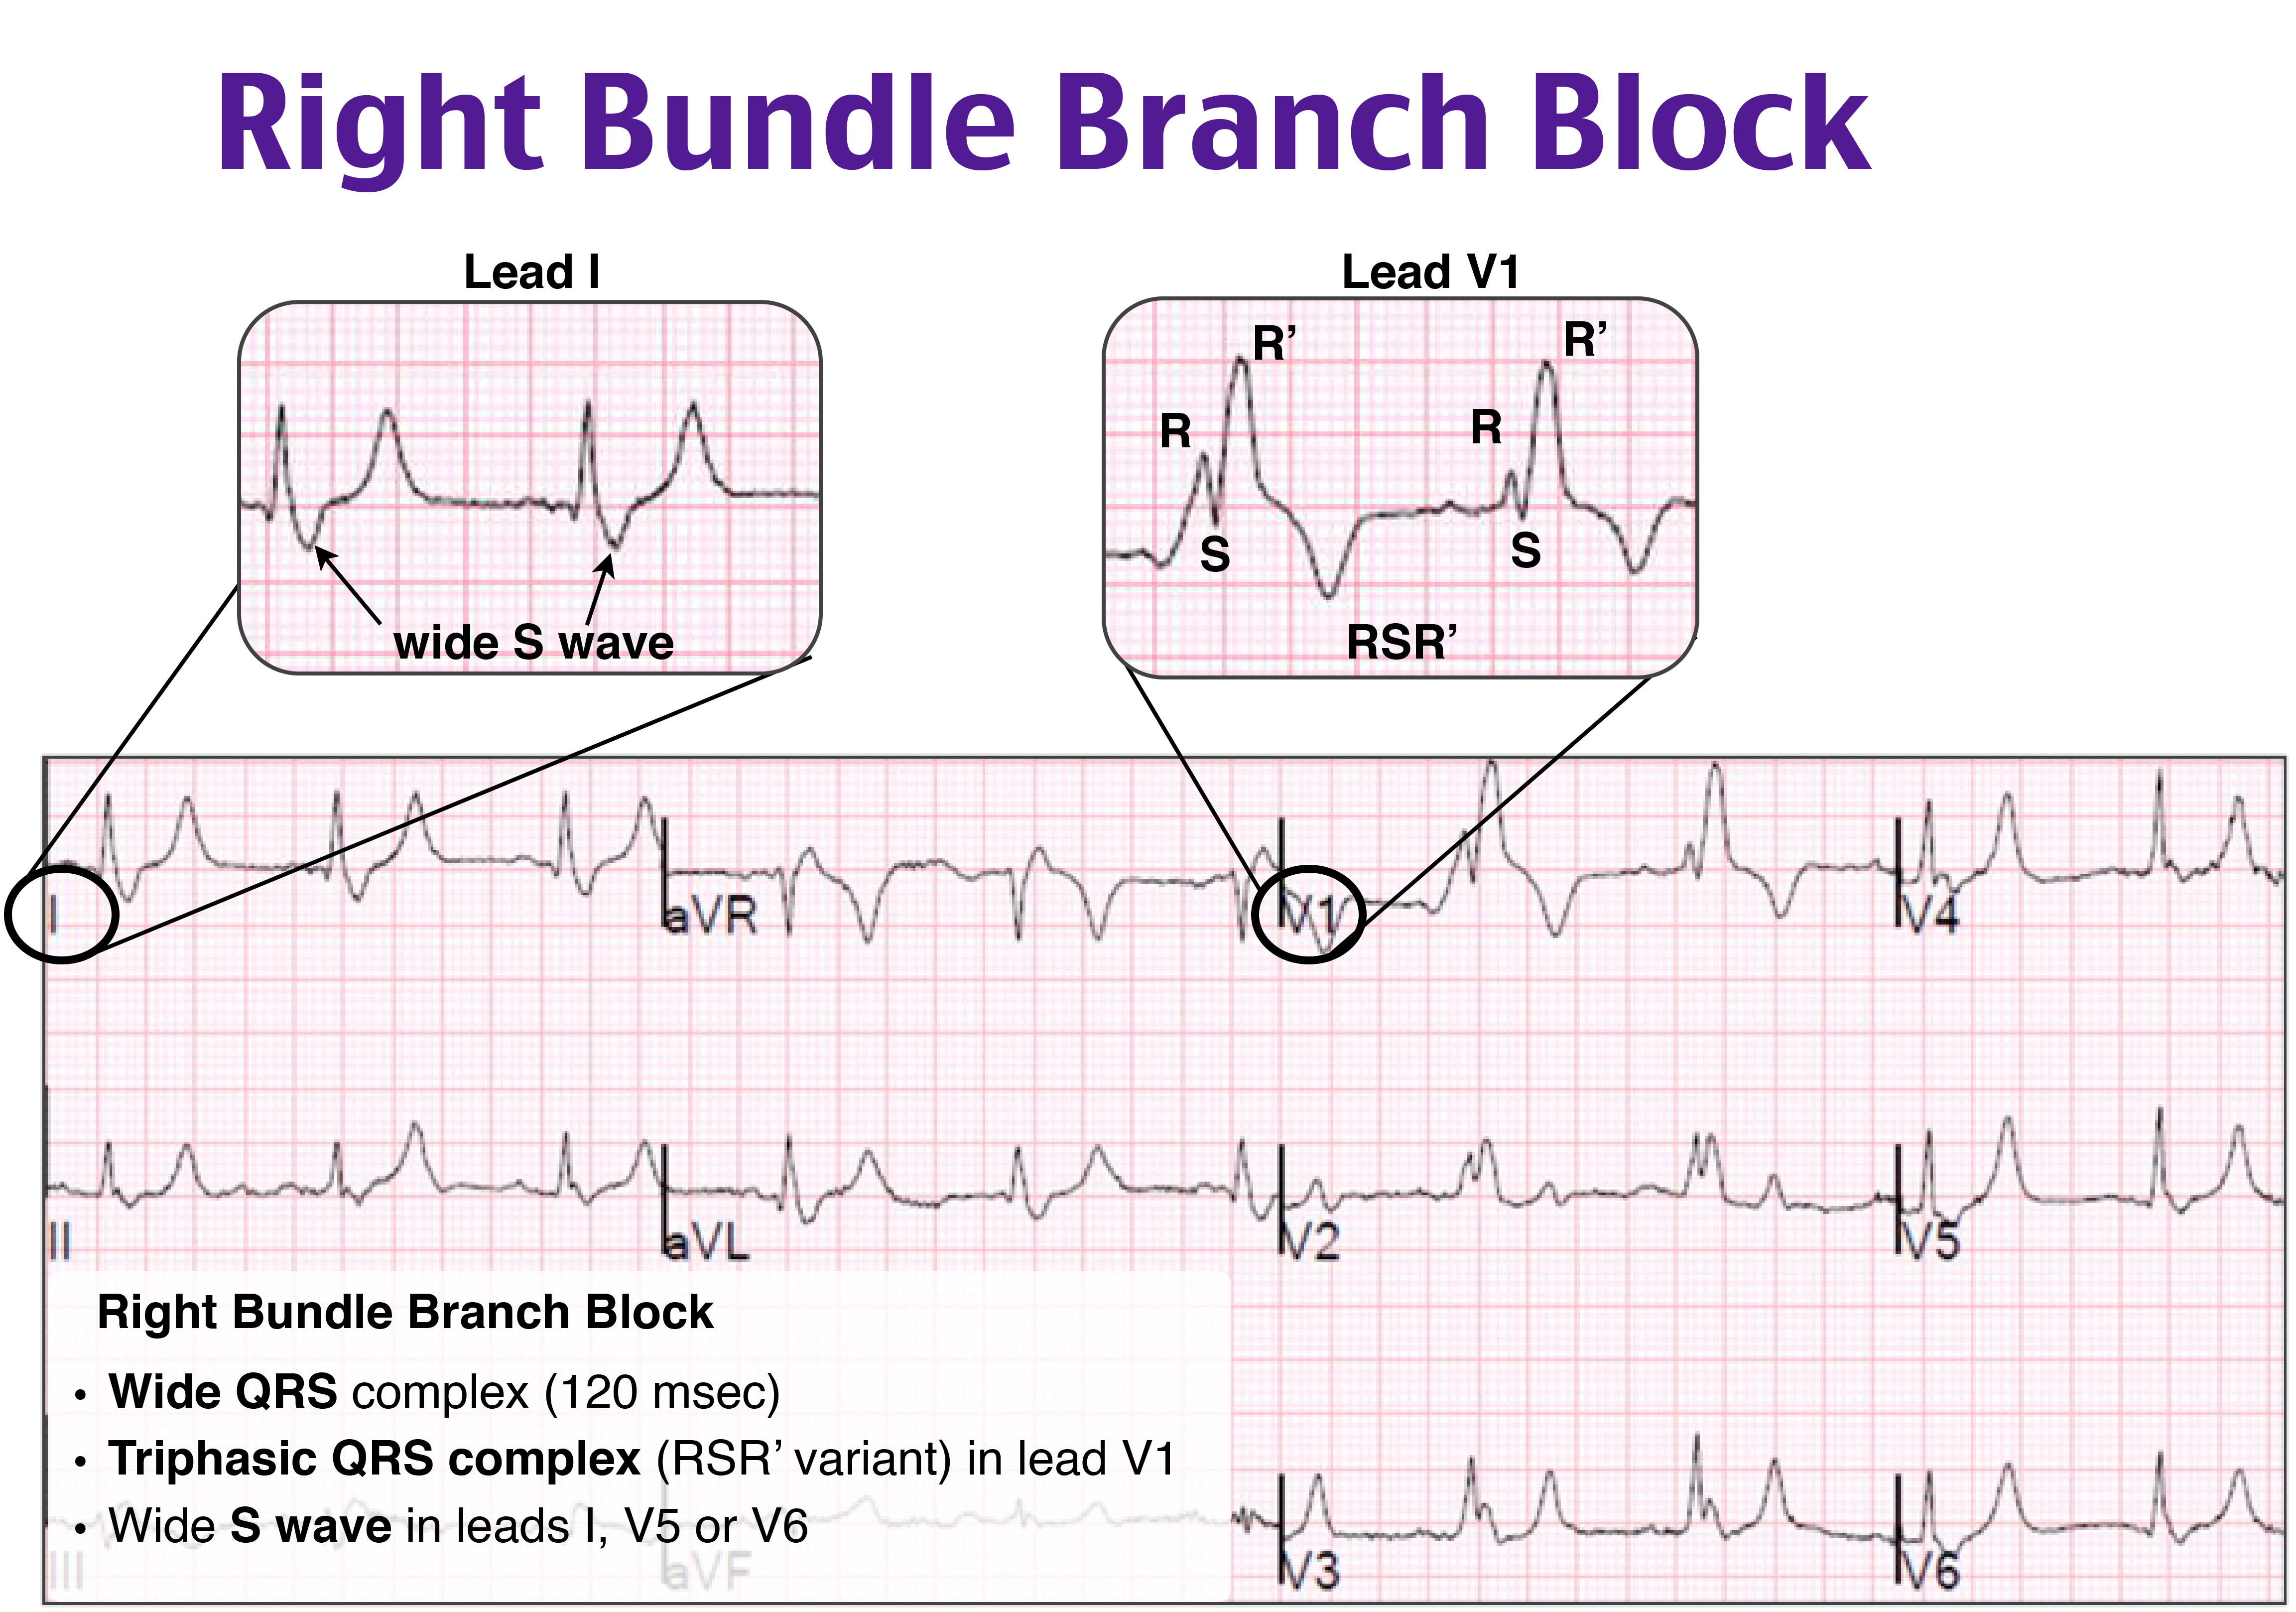 Right Bundle Branch Block
Lead I
Lead V1
wide S wave
R’
R’
R
R
S
S
RSR’
I
aVR
V1
V4
II
aVL
V2
V5
Right Bundle Branch Block
• Wide QRS complex (120 msec)
• Triphasic QRS complex (RSR’ variant) in lead V1
• Wide S wave in leads I, V5 or V6
III
aVF
V3
V6